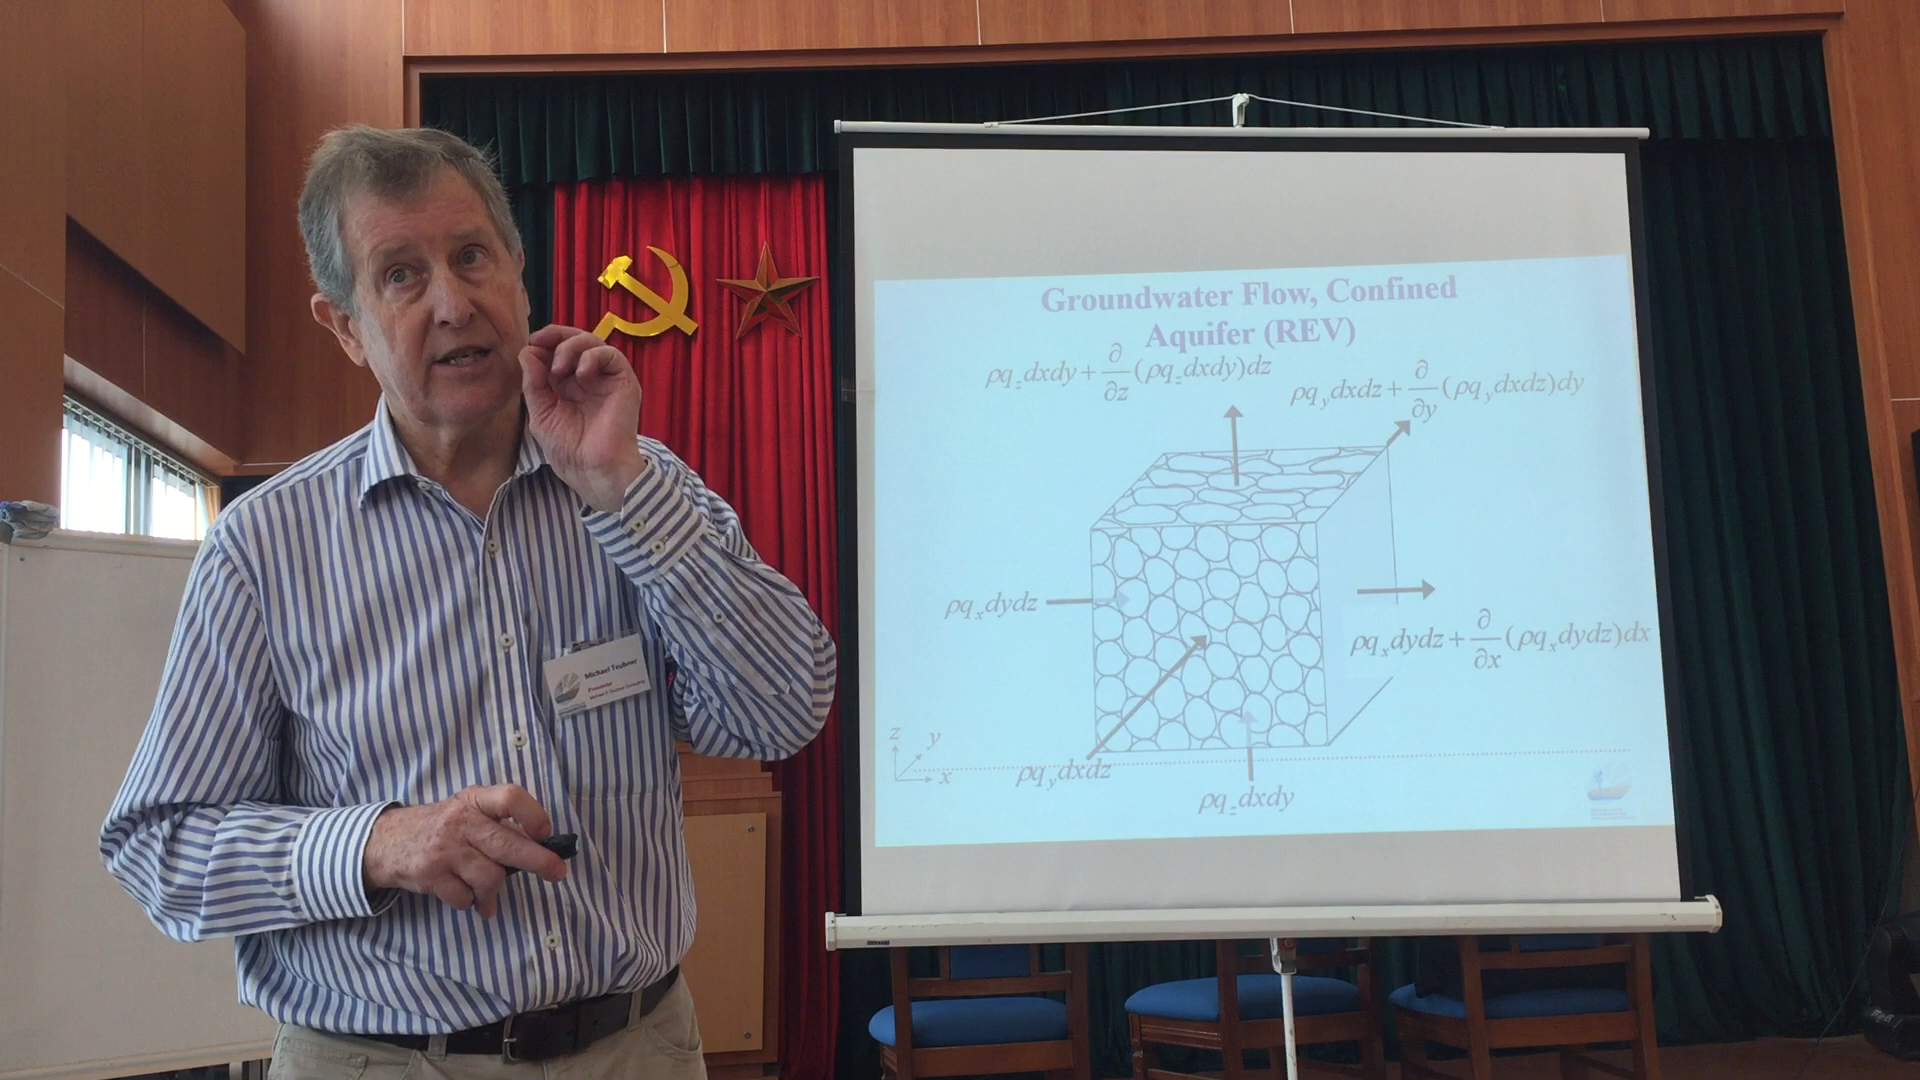 Groundwater Flow, Confined
Aquifer (REV)
ρq_z dxdy + ∂/∂z (ρq_z dxdy)dz
ρq_y dxdz + ∂/∂y (ρq_y dxdz)dy
ρq_x dydz
ρq_x dydz + ∂/∂x (ρq_x dydz)dx
z
y
x
ρq_y dxdz
ρq_z dxdy
Michael Teubner
Presenter